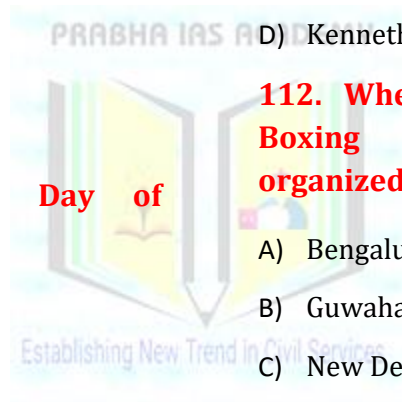 PRABHA IAS ACADEMY
D) Kenneth
112. Whe
Boxing
organized
Day of
A) Bengalu
B) Guwaha
C) New De
Establishing New Trend in Civil Services